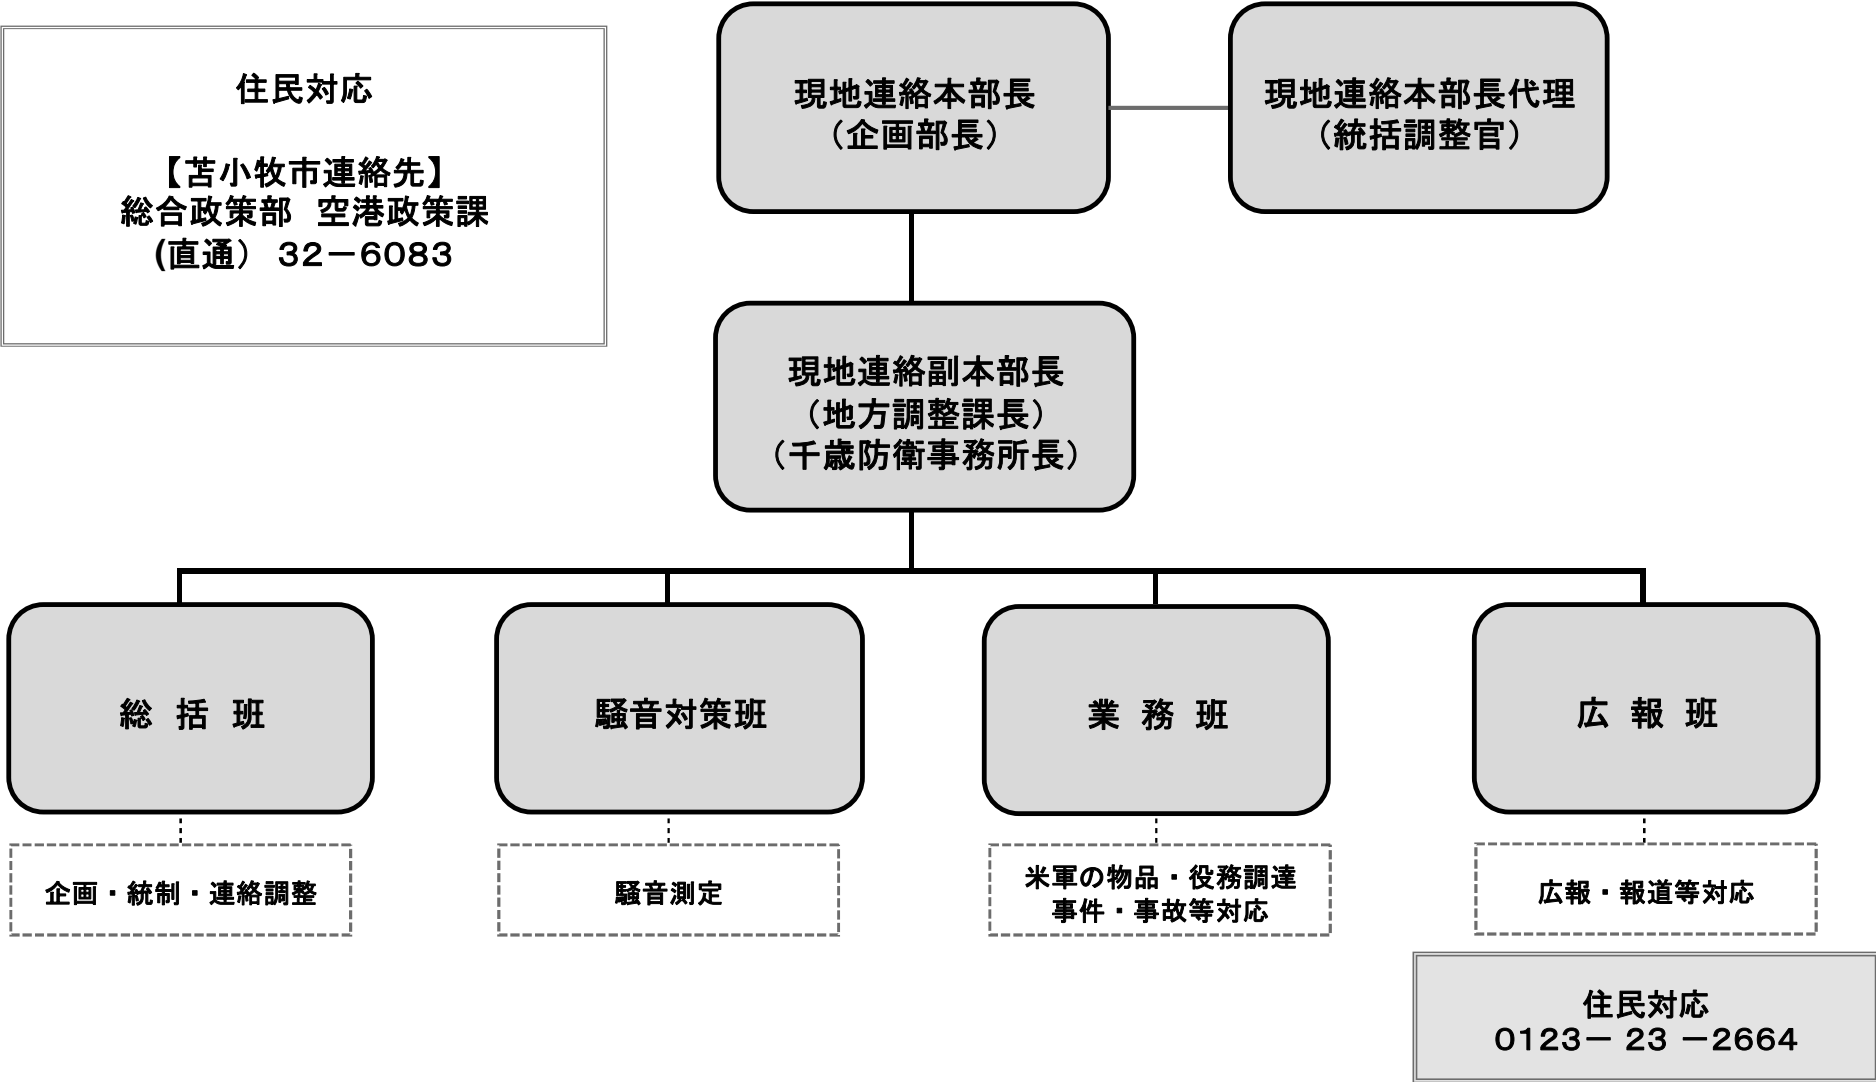 住民対応
【苫小牧市連絡先】
総合政策部　空港政策課
(直通） ３２－６０８３
現地連絡本部長
（企画部長）
現地連絡本部長代理
（統括調整官）
現地連絡副本部長
（地方調整課長）
（千歳防衛事務所長）
総 括 班
騒音対策班
業 務 班
広 報 班
企画・統制・連絡調整
騒音測定
米軍の物品・役務調達
事件・事故等対応
広報・報道等対応
住民対応
０１２３－ ２３ －２６６４